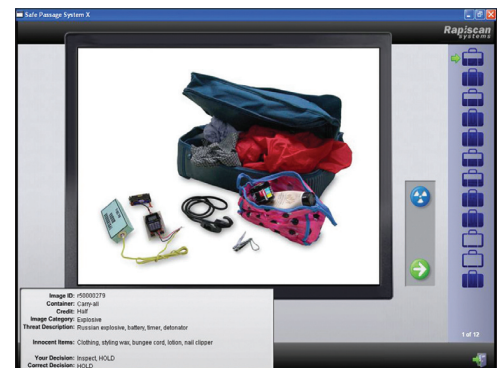 Safe Passage System X
Rapiscan
systems
Image ID: r50000279
Container: Carry-all
Credit: Half
Image Category: Explosive
Threat Description: Russian explosive, battery, timer, detonator
Innocent Items: Clothing, styling wax, bungee cord, lotion, nail clipper
Your Decision: Inspect, HOLD
Correct Decision: HOLD
1 of 12